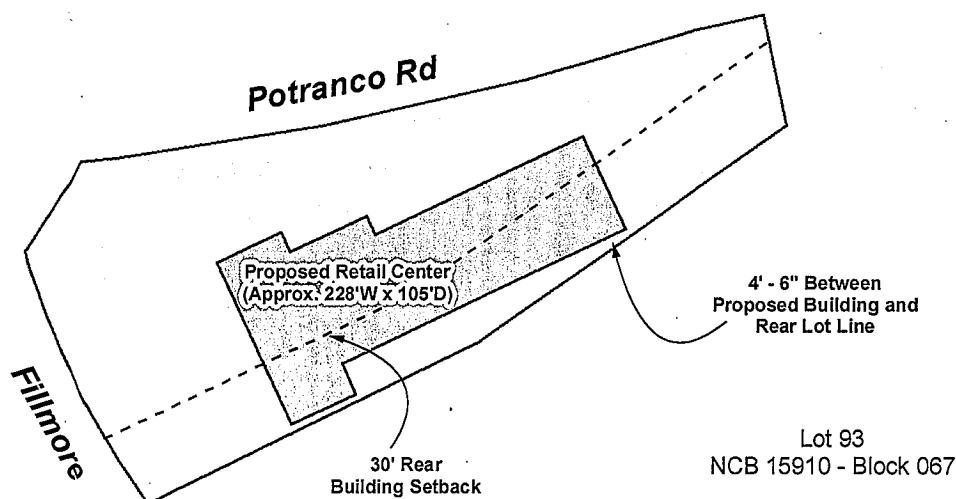 Potranco Rd
Proposed Retail Center
(Approx. 228'W x 105'D)
4' - 6" Between
Proposed Building and
Rear Lot Line
Fillmore
30' Rear
Building Setback
Lot 93
NCB 15910 - Block 067